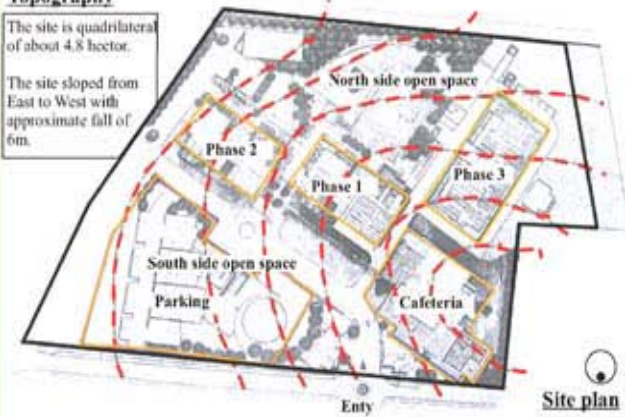 Topography
The site is quadrilateral
of about 4.8 hector.
The site sloped from
East to West with
approximate fall of
6m.
North side open space
Phase 2
Phase 1
Phase 3
South side open space
Parking
Cafeteria
Enty
Site plan